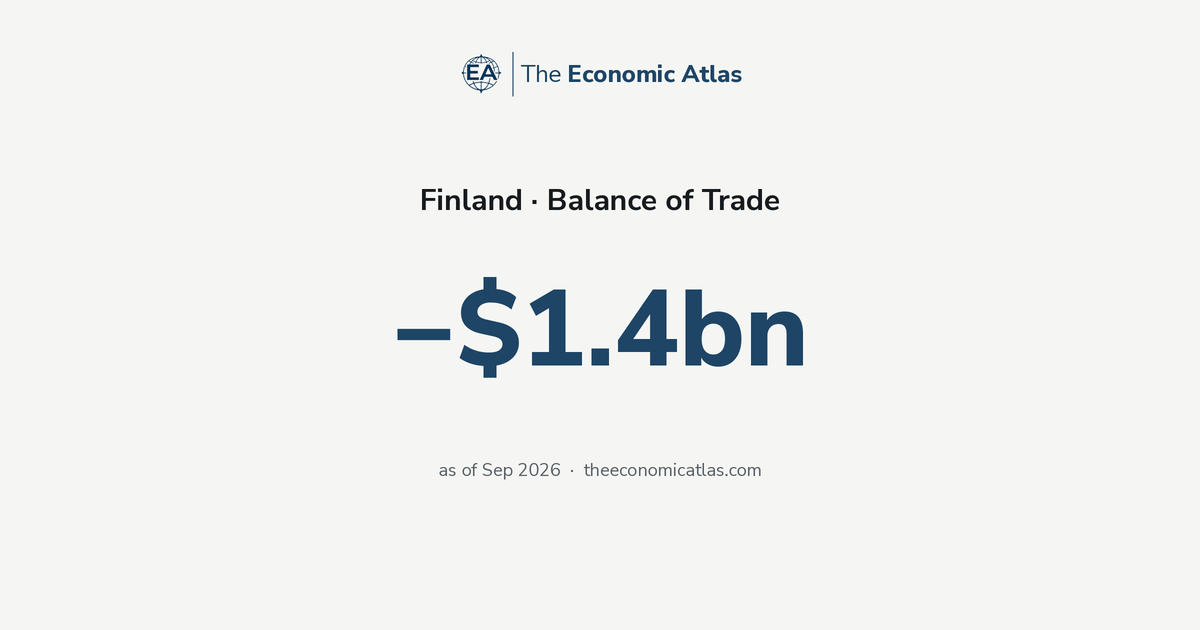 EA The Economic Atlas
Finland · Balance of Trade
−$1.4bn
as of Sep 2026 · theeconomicatlas.com